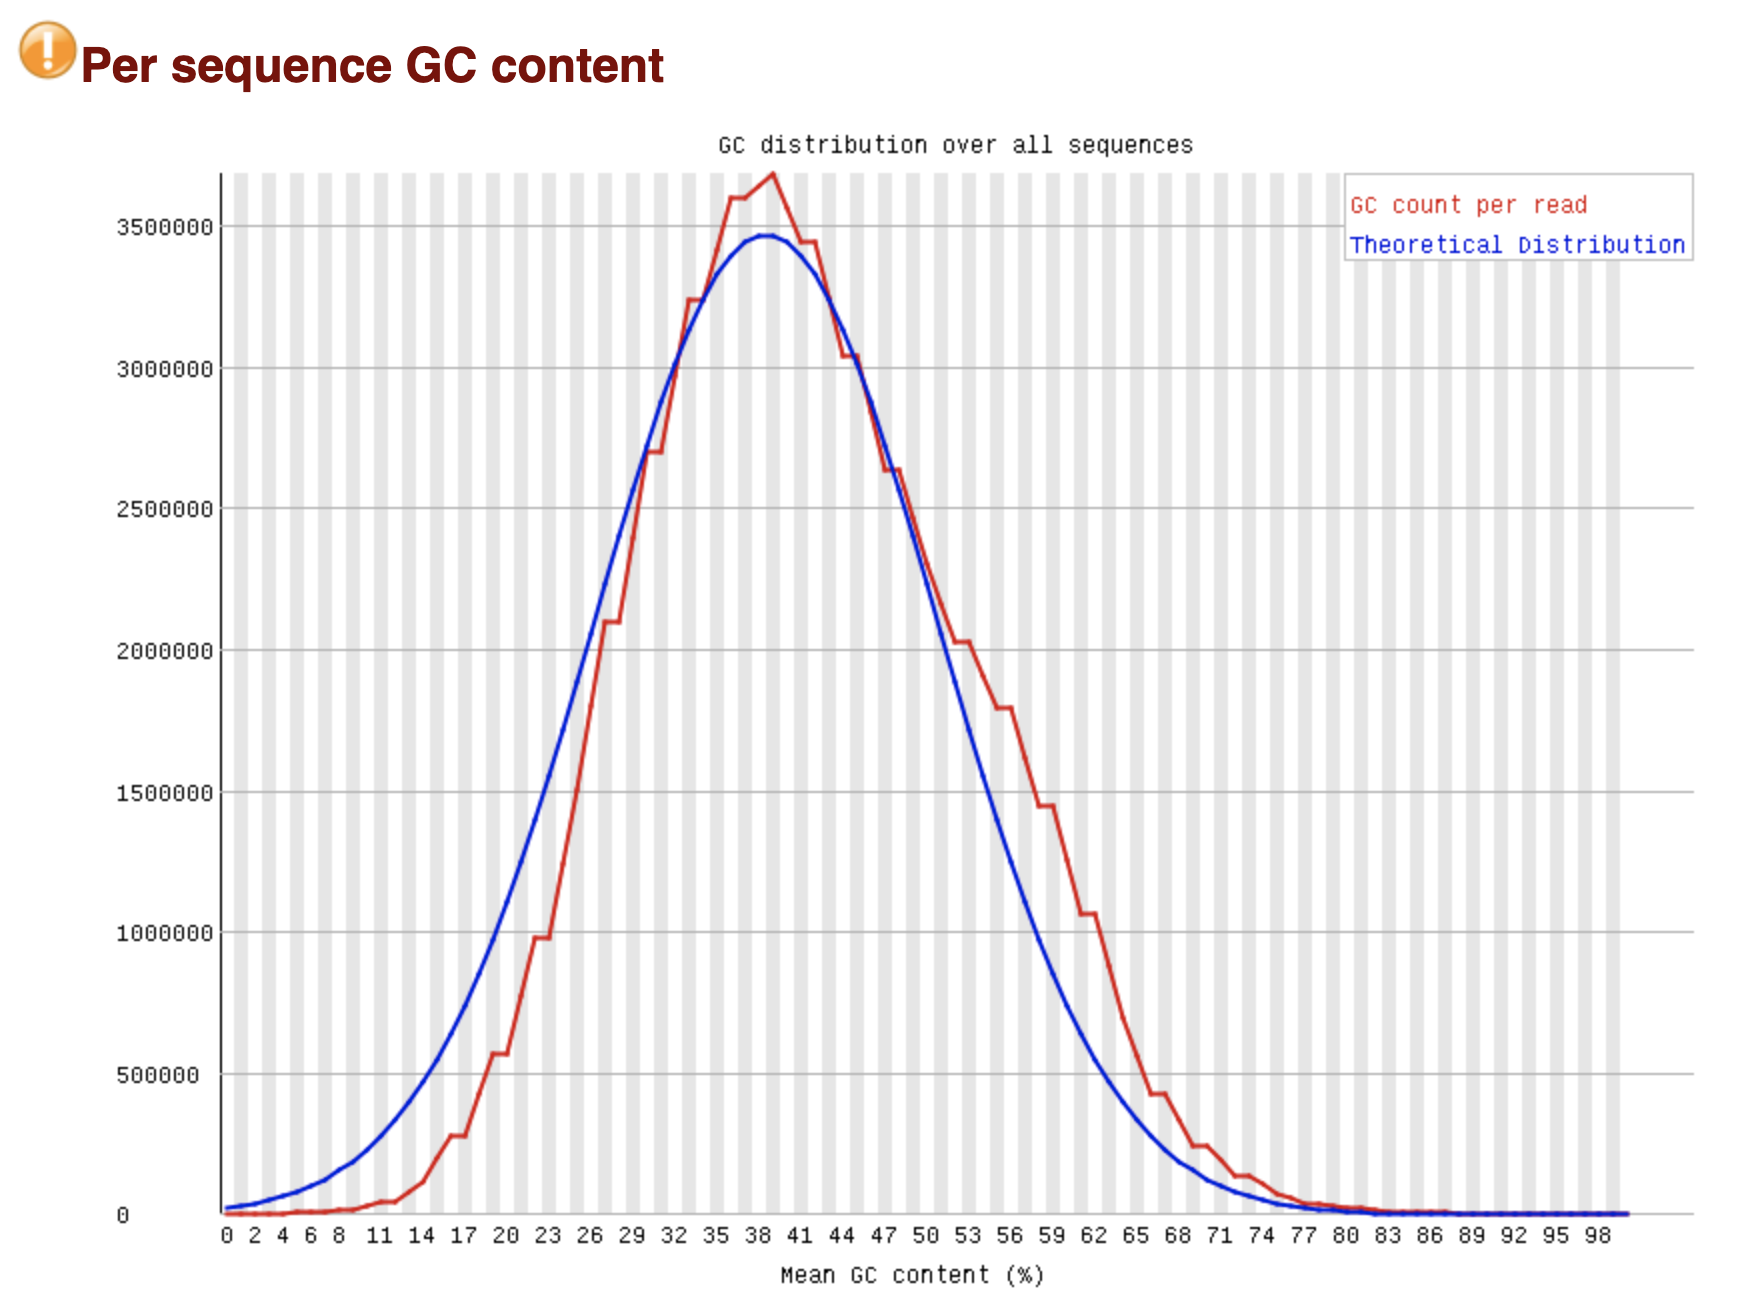 Per sequence GC content
GC distribution over all sequences
GC count per read
Theoretical Distribution
3500000
3000000
2500000
2000000
1500000
1000000
500000
0
0 2 4 6 8 11 14 17 20 23 26 29 32 35 38 41 44 47 50 53 56 59 62 65 68 71 74 77 80 83 86 89 92 95 98
Mean GC content (%)